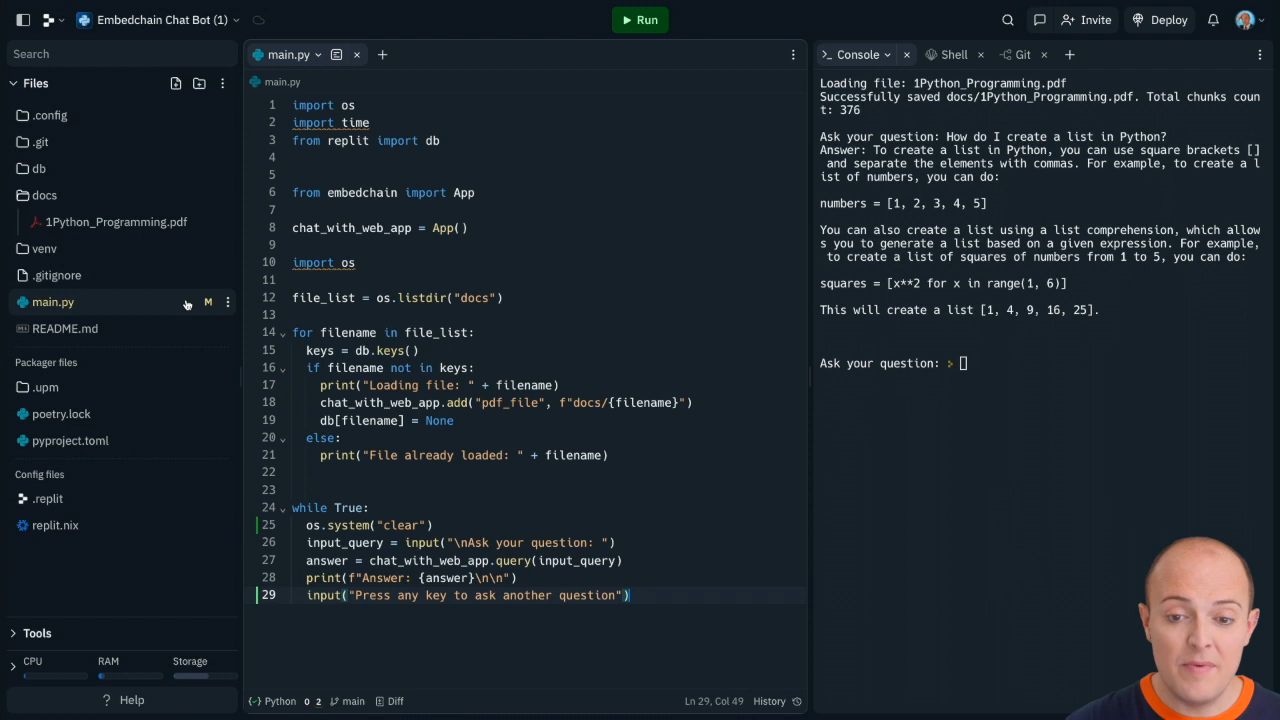 Embedchain Chat Bot (1)
Run
Invite
Deploy
Search
Files
.config
.git
db
docs
1Python_Programming.pdf
venv
.gitignore
main.py M
README.md
Packager files
.upm
poetry.lock
pyproject.toml
Config files
.replit
replit.nix
Tools
CPU RAM Storage
? Help
main.py
main.py
1 import os
2 import time
3 from replit import db
4
5
6 from embedchain import App
7
8 chat_with_web_app = App()
9
10 import os
11
12 file_list = os.listdir("docs")
13
14 for filename in file_list:
15 keys = db.keys()
16 if filename not in keys:
17 print("Loading file: " + filename)
18 chat_with_web_app.add("pdf_file", f"docs/{filename}")
19 db[filename] = None
20 else:
21 print("File already loaded: " + filename)
22
23
24 while True:
25 os.system("clear")
26 input_query = input("\nAsk your question: ")
27 answer = chat_with_web_app.query(input_query)
28 print(f"Answer: {answer}\n\n")
29 input("Press any key to ask another question")
Python 0 2 main Diff
Ln 29, Col 49 History
>_ Console
Shell
Git
Loading file: 1Python_Programming.pdf
Successfully saved docs/1Python_Programming.pdf. Total chunks coun
t: 376
Ask your question: How do I create a list in Python?
Answer: To create a list in Python, you can use square brackets []
and separate the elements with commas. For example, to create a l
ist of numbers, you can do:
numbers = [1, 2, 3, 4, 5]
You can also create a list using a list comprehension, which allow
s you to generate a list based on a given expression. For example,
to create a list of squares of numbers from 1 to 5, you can do:
squares = [x**2 for x in range(1, 6)]
This will create a list [1, 4, 9, 16, 25].
Ask your question: